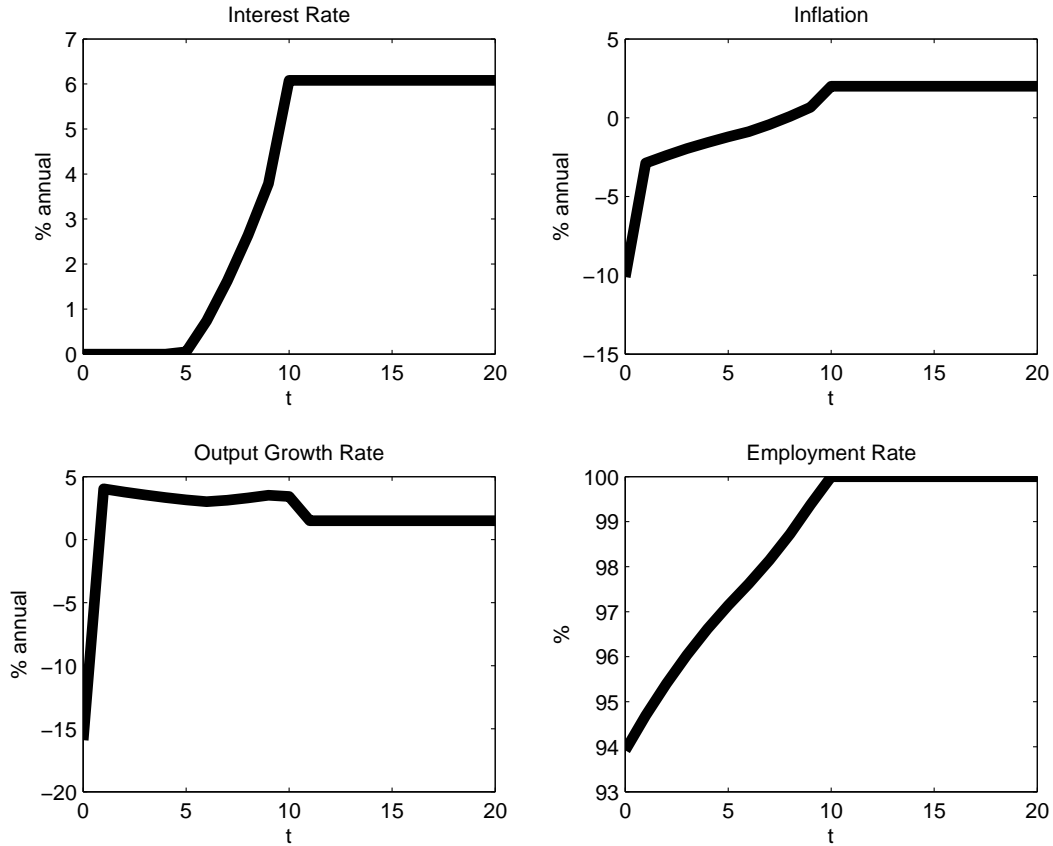 Interest Rate
7
6
5
4
3
2
1
0
% annual
0 5 10 15 20
t
Inflation
5
0
−5
−10
−15
% annual
0 5 10 15 20
t
Output Growth Rate
5
0
−5
−10
−15
−20
% annual
0 5 10 15 20
t
Employment Rate
100
99
98
97
96
95
94
93
%
0 5 10 15 20
t